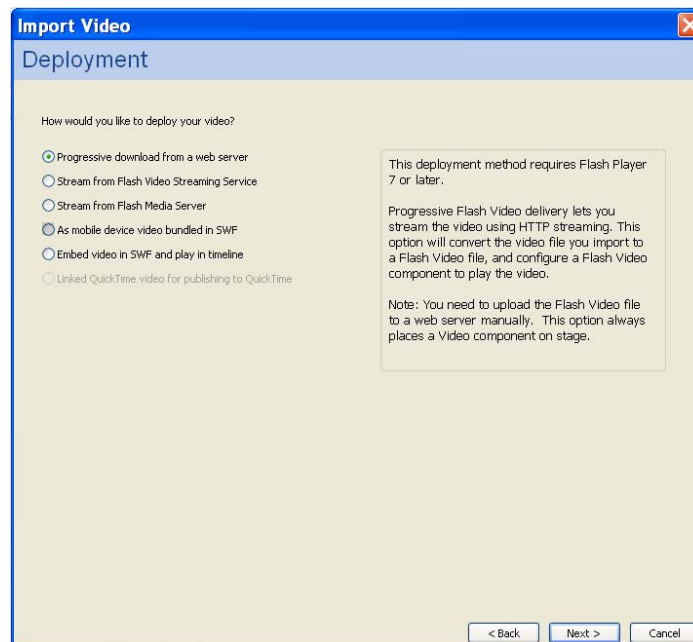 Import Video
Deployment
How would you like to deploy your video?
Progressive download from a web server
Stream from Flash Video Streaming Service
Stream from Flash Media Server
As mobile device video bundled in SWF
Embed video in SWF and play in timeline
Linked QuickTime video for publishing to QuickTime
This deployment method requires Flash Player
7 or later.
Progressive Flash Video delivery lets you
stream the video using HTTP streaming. This
option will convert the video file you import to
a Flash Video file, and configure a Flash Video
component to play the video.
Note: You need to upload the Flash Video file
to a web server manually.  This option always
places a Video component on stage.
< Back
Next >
Cancel